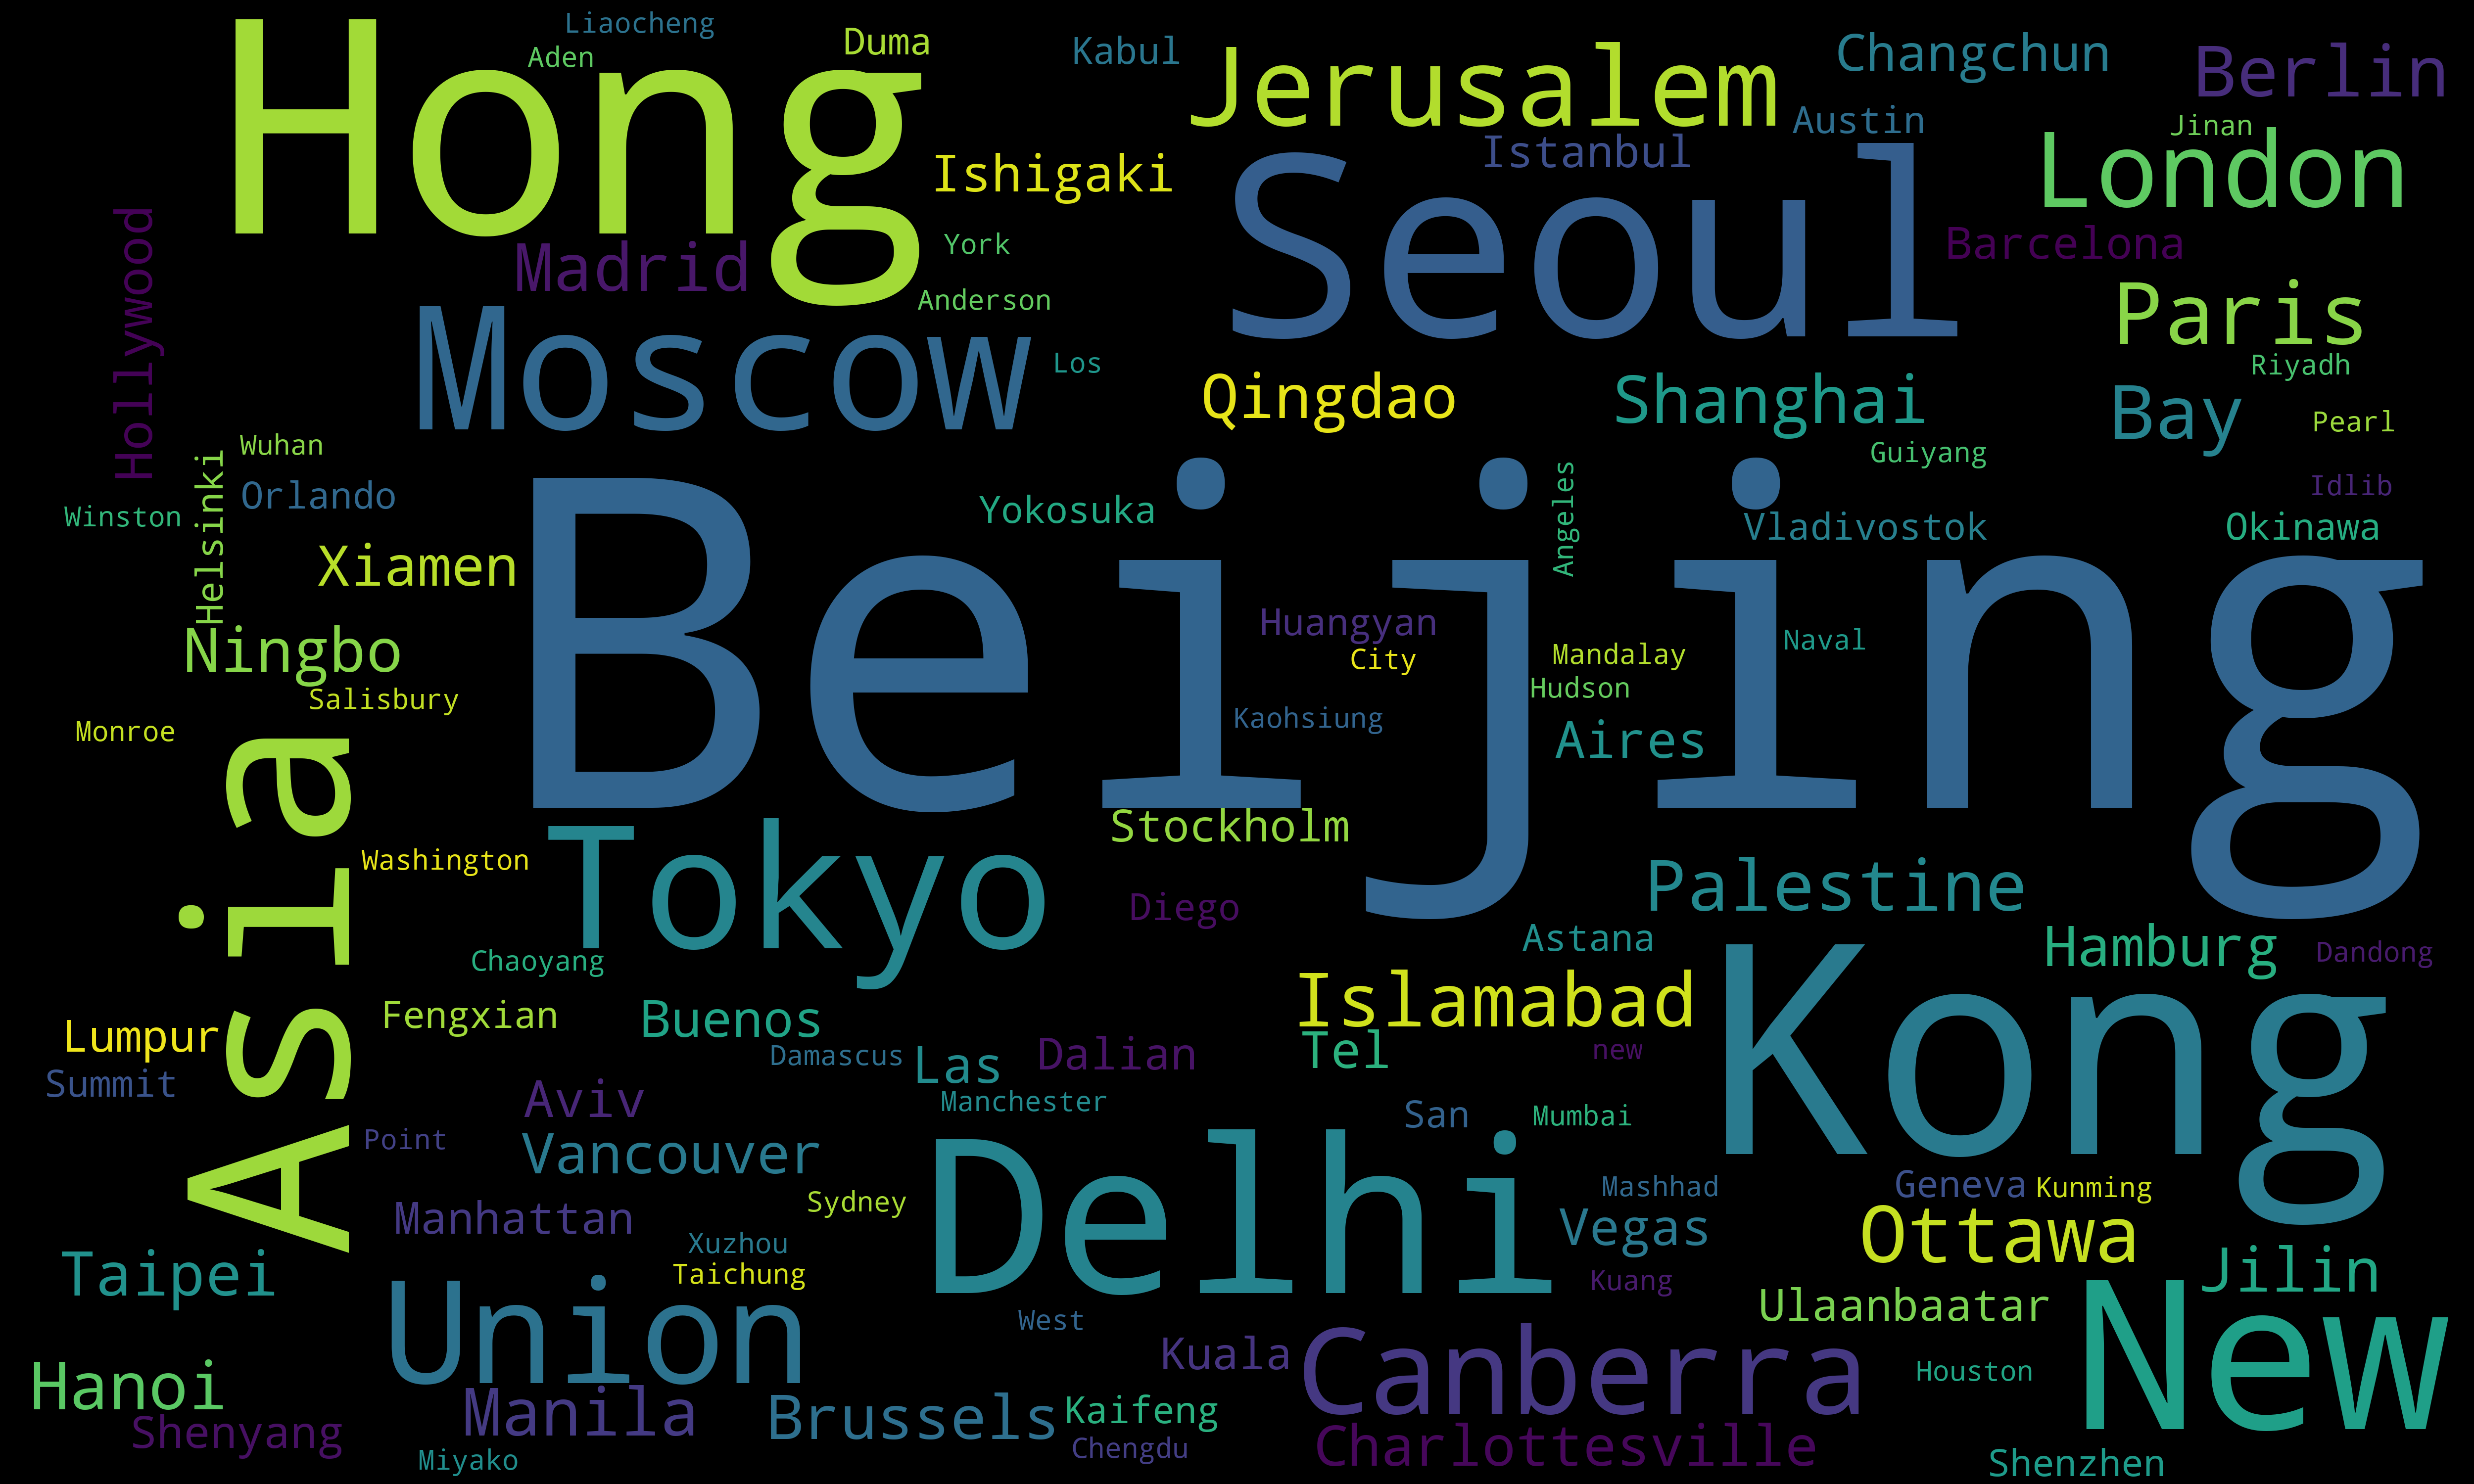 Liaocheng
Aden
Duma
Kabul
Hong
Jerusalem
Changchun
Berlin
Austin
Jinan
Istanbul
London
Ishigaki
Seoul
Hollywood
Madrid
York
Barcelona
Anderson
Paris
Moscow
Los
Riyadh
Qingdao
Shanghai
Bay
Pearl
Wuhan
Guiyang
Helsinki
Orlando
Winston
Yokosuka
Angeles
Vladivostok
Idlib
Okinawa
Xiamen
Beijing
Ningbo
Huangyan
City
Mandalay
Naval
Hudson
Salisbury
Monroe
Kaohsiung
Aires
Asia
Washington
Tokyo
Stockholm
Palestine
Diego
Astana
Hamburg
Dandong
Chaoyang
Kong
Islamabad
Fengxian
Buenos
Lumpur
Damascus
Las
Dalian
Tel
new
Summit
Aviv
Manchester
San
Mumbai
Point
Vancouver
Delhi
Mashhad
Geneva
Kunming
Manhattan
Sydney
Vegas
Ottawa
Xuzhou
Taichung
Taipei
Kuang
Jilin
Union
West
Ulaanbaatar
New
Kuala
Canberra
Houston
Hanoi
Manila
Brussels
Kaifeng
Shenyang
Chengdu
Charlottesville
Miyako
Shenzhen